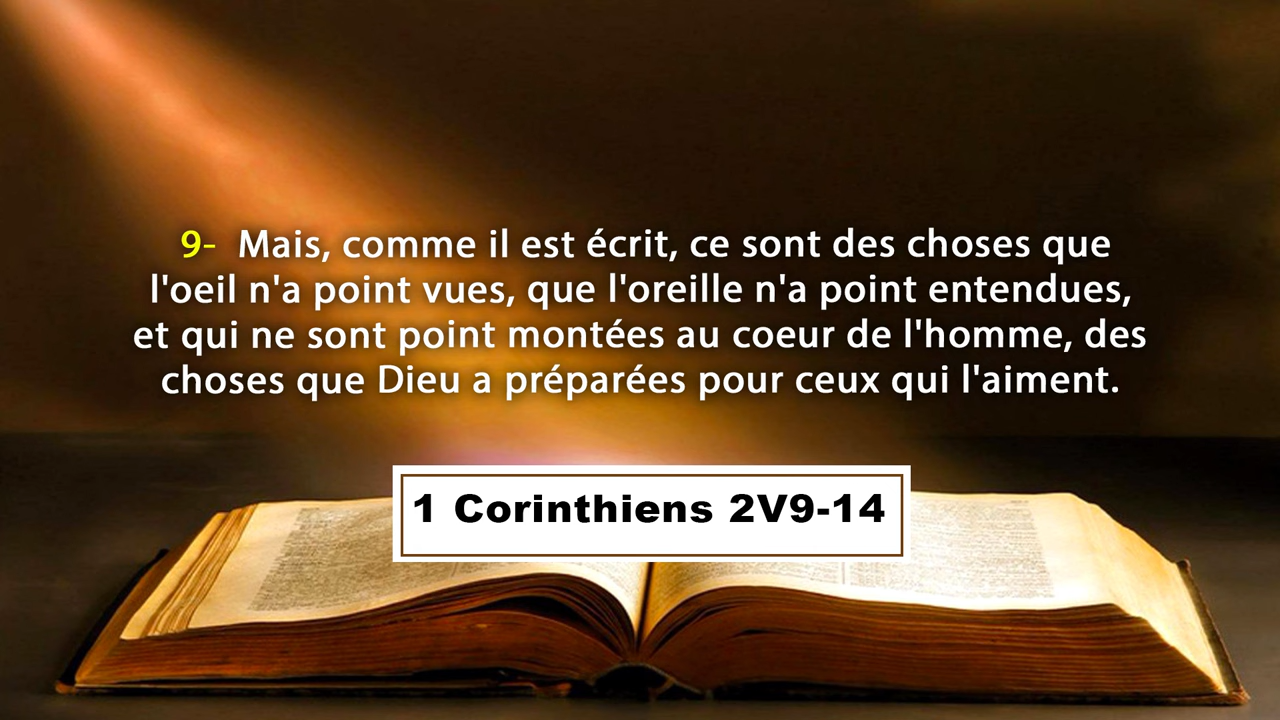 9- Mais, comme il est écrit, ce sont des choses que
l'oeil n'a point vues, que l'oreille n'a point entendues,
et qui ne sont point montées au coeur de l'homme, des
choses que Dieu a préparées pour ceux qui l'aiment.
1 Corinthiens 2V9-14